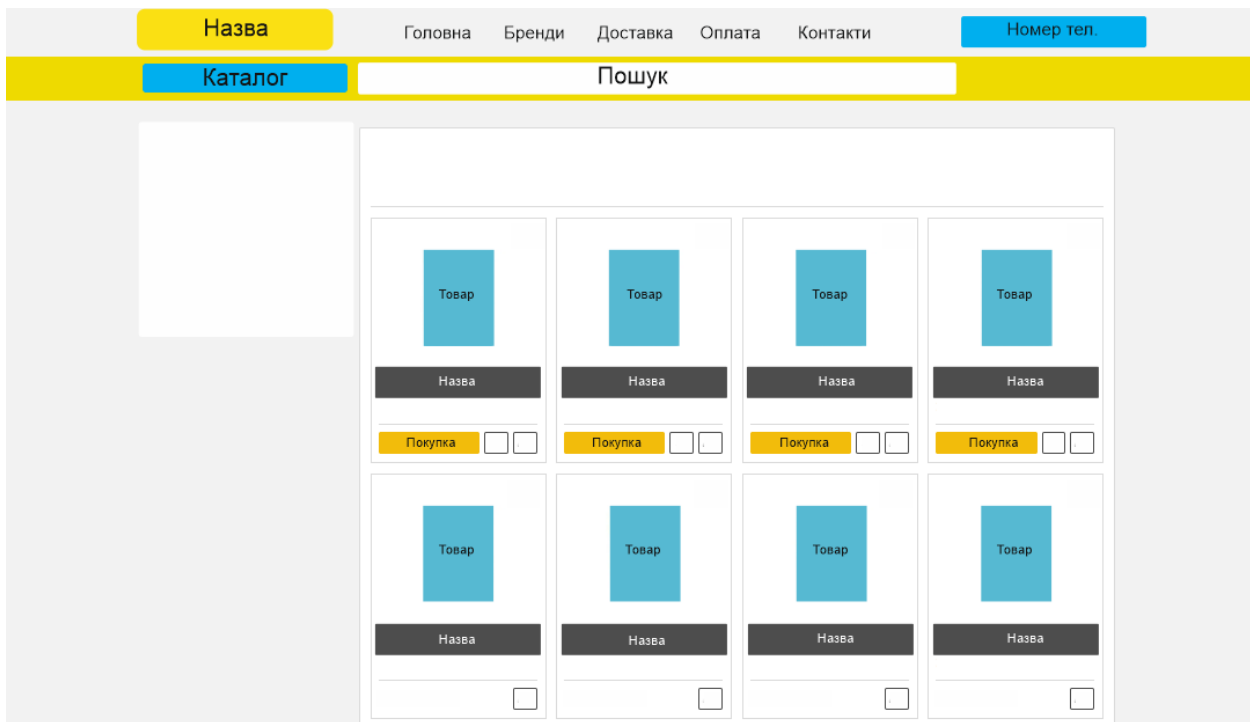 Назва
Головна Бренди Доставка Оплата Контакти
Номер тел.
Каталог
Пошук
Товар Товар Товар Товар
Назва Назва Назва Назва
Покупка Покупка Покупка Покупка
Товар Товар Товар Товар
Назва Назва Назва Назва